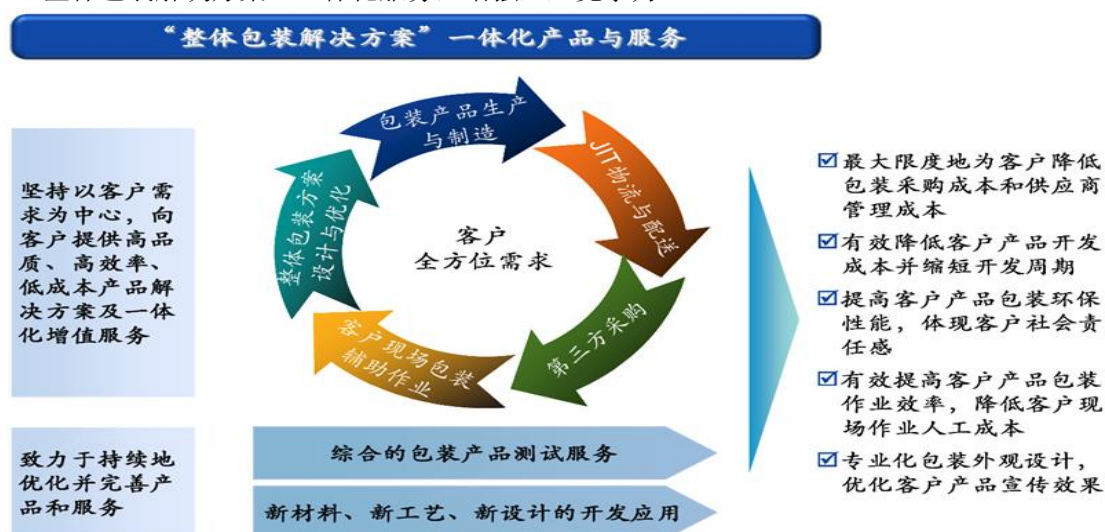 “整体包装解决方案”一体化产品与服务
坚持以客户需
求为中心，向
客户提供高品
质、高效率、
低成本产品解
决方案及一体
化增值服务
致力于持续地
优化并完善产
品和服务
包装产品生产
与制造
JIT物流与配送
第三方采购
客户现场包装
辅助作业
整体包装方案
设计与优化
客户
全方位需求
综合的包装产品测试服务
新材料、新工艺、新设计的开发应用
最大限度地为客户降低
包装采购成本和供应商
管理成本
有效降低客户产品开发
成本并缩短开发周期
提高客户产品包装环保
性能，体现客户社会责
任感
有效提高客户产品包装
作业效率，降低客户现
场作业人工成本
专业化包装外观设计，
优化客户产品宣传效果